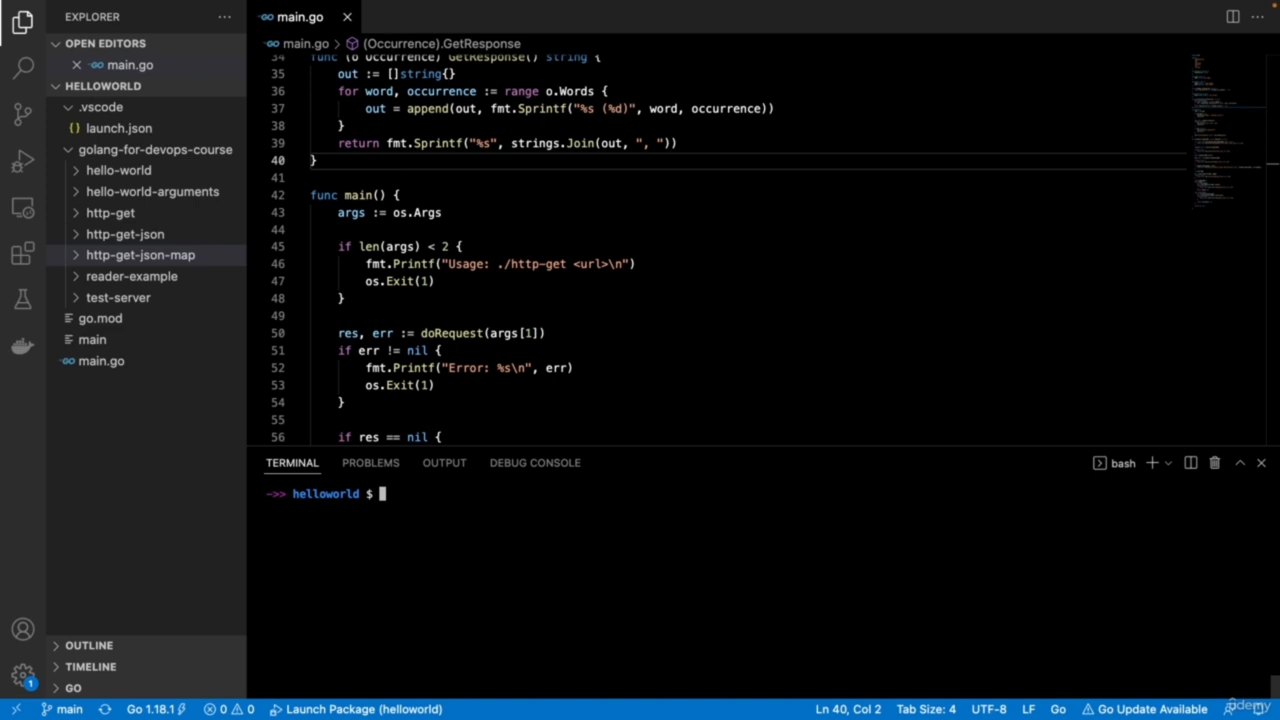 EXPLORER
OPEN EDITORS
main.go
HELLOWORLD
.vscode
{} launch.json
golang-for-devops-course
hello-world
hello-world-arguments
http-get
http-get-json
http-get-json-map
reader-example
test-server
go.mod
main
main.go
OUTLINE
TIMELINE
GO
main.go
main.go > (Occurrence).GetResponse
34 func (o Occurrence) GetResponse() string {
35 out := []string{}
36 for word, occurrence := range o.Words {
37 out = append(out, fmt.Sprintf("%s (%d)", word, occurrence))
38 }
39 return fmt.Sprintf("%s", strings.Join(out, ", "))
40 }
41
42 func main() {
43 args := os.Args
44
45 if len(args) < 2 {
46 fmt.Printf("Usage: ./http-get <url>\n")
47 os.Exit(1)
48 }
49
50 res, err := doRequest(args[1])
51 if err != nil {
52 fmt.Printf("Error: %s\n", err)
53 os.Exit(1)
54 }
55
56 if res == nil {
TERMINAL PROBLEMS OUTPUT DEBUG CONSOLE bash
->> helloworld $
1
main Go 1.18.1 0 0 Launch Package (helloworld) Ln 40, Col 2 Tab Size: 4 UTF-8 LF Go Go Update Available
udemy